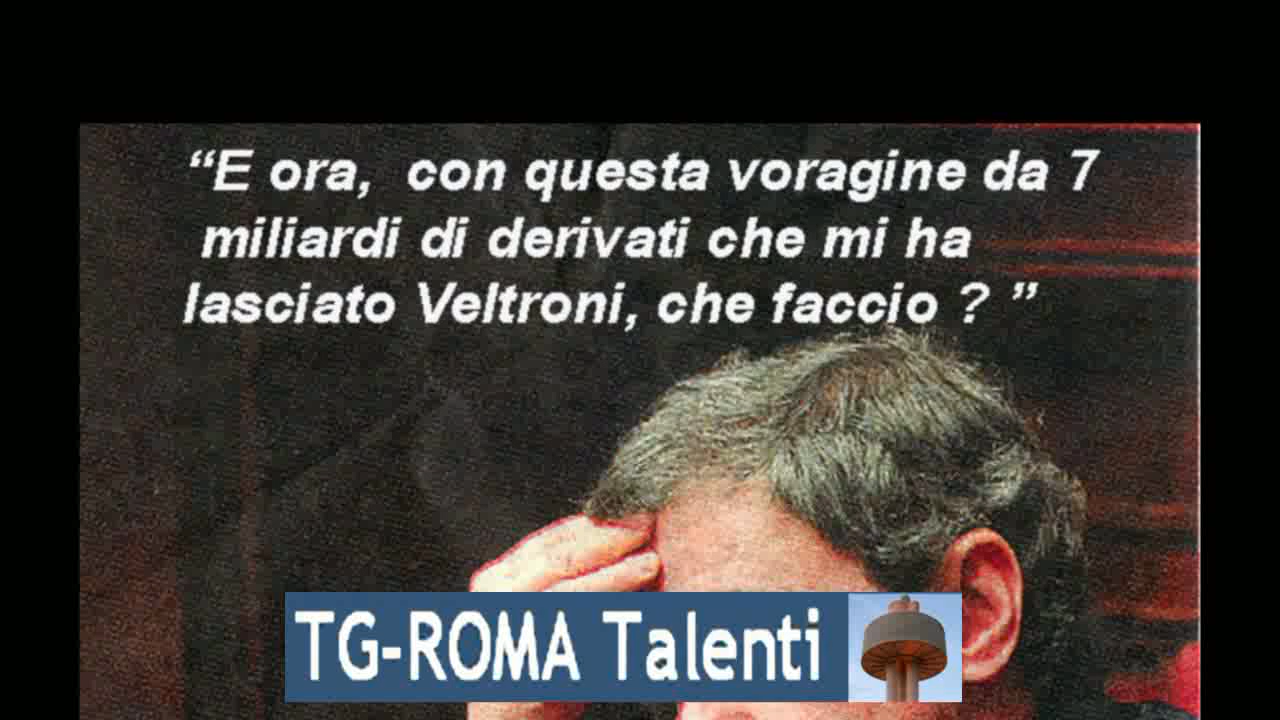 “E ora, con questa voragine da 7
miliardi di derivati che mi ha
lasciato Veltroni, che faccio ? ”
TG-ROMA Talenti